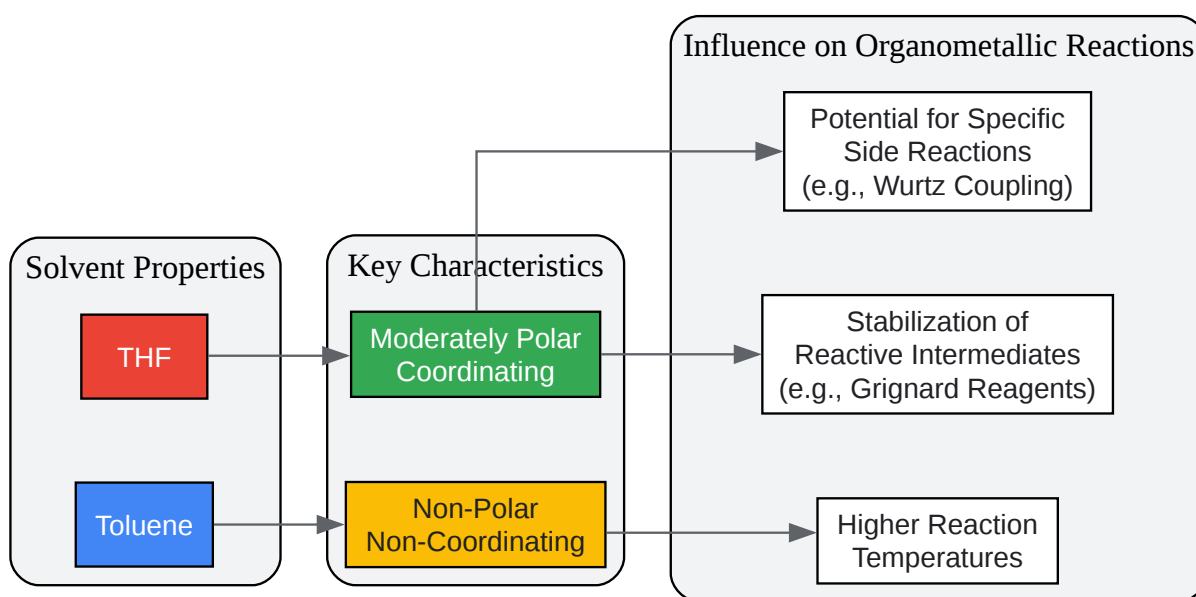 Influence on Organometallic Reactions
Potential for Specific
Side Reactions
(e.g., Wurtz Coupling)
Solvent Properties
Key Characteristics
THF
Moderately Polar
Coordinating
Stabilization of
Reactive Intermediates
(e.g., Grignard Reagents)
Toluene
Non-Polar
Non-Coordinating
Higher Reaction
Temperatures